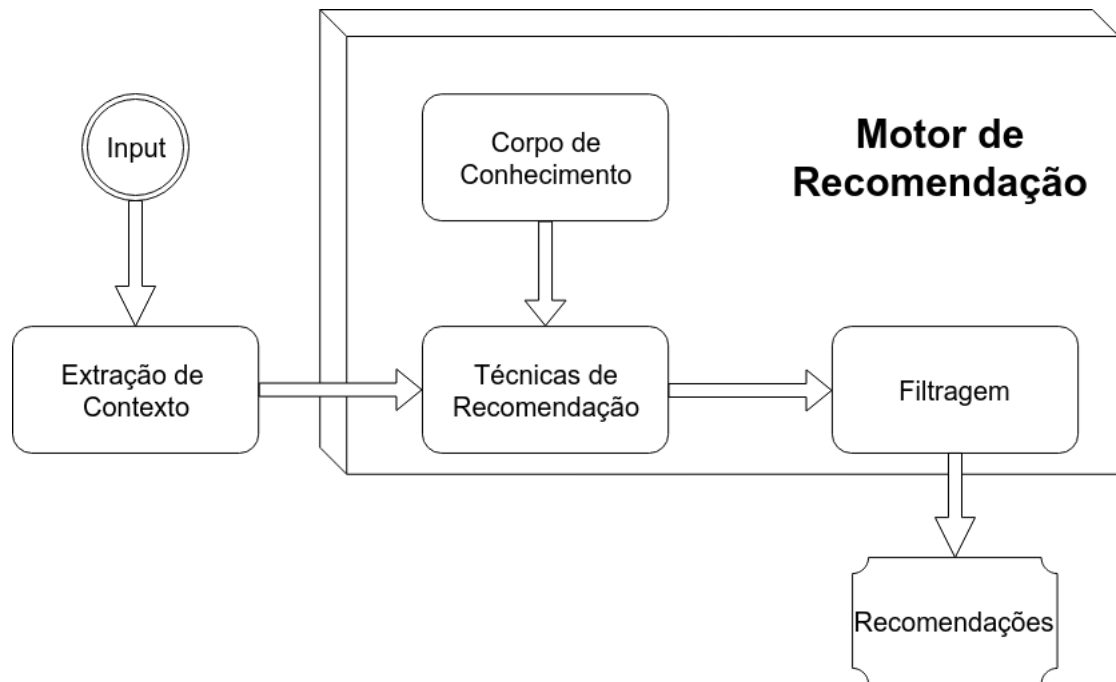 Input
Corpo de
Conhecimento
Motor de
Recomendação
Extração de
Contexto
Técnicas de
Recomendação
Filtragem
Recomendações